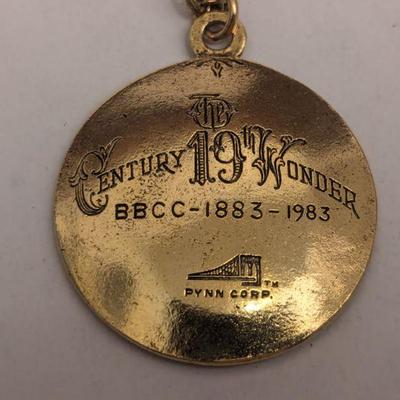 The
Century 19th Wonder
BBCC-1883-1983
TM
PYNN CORP.